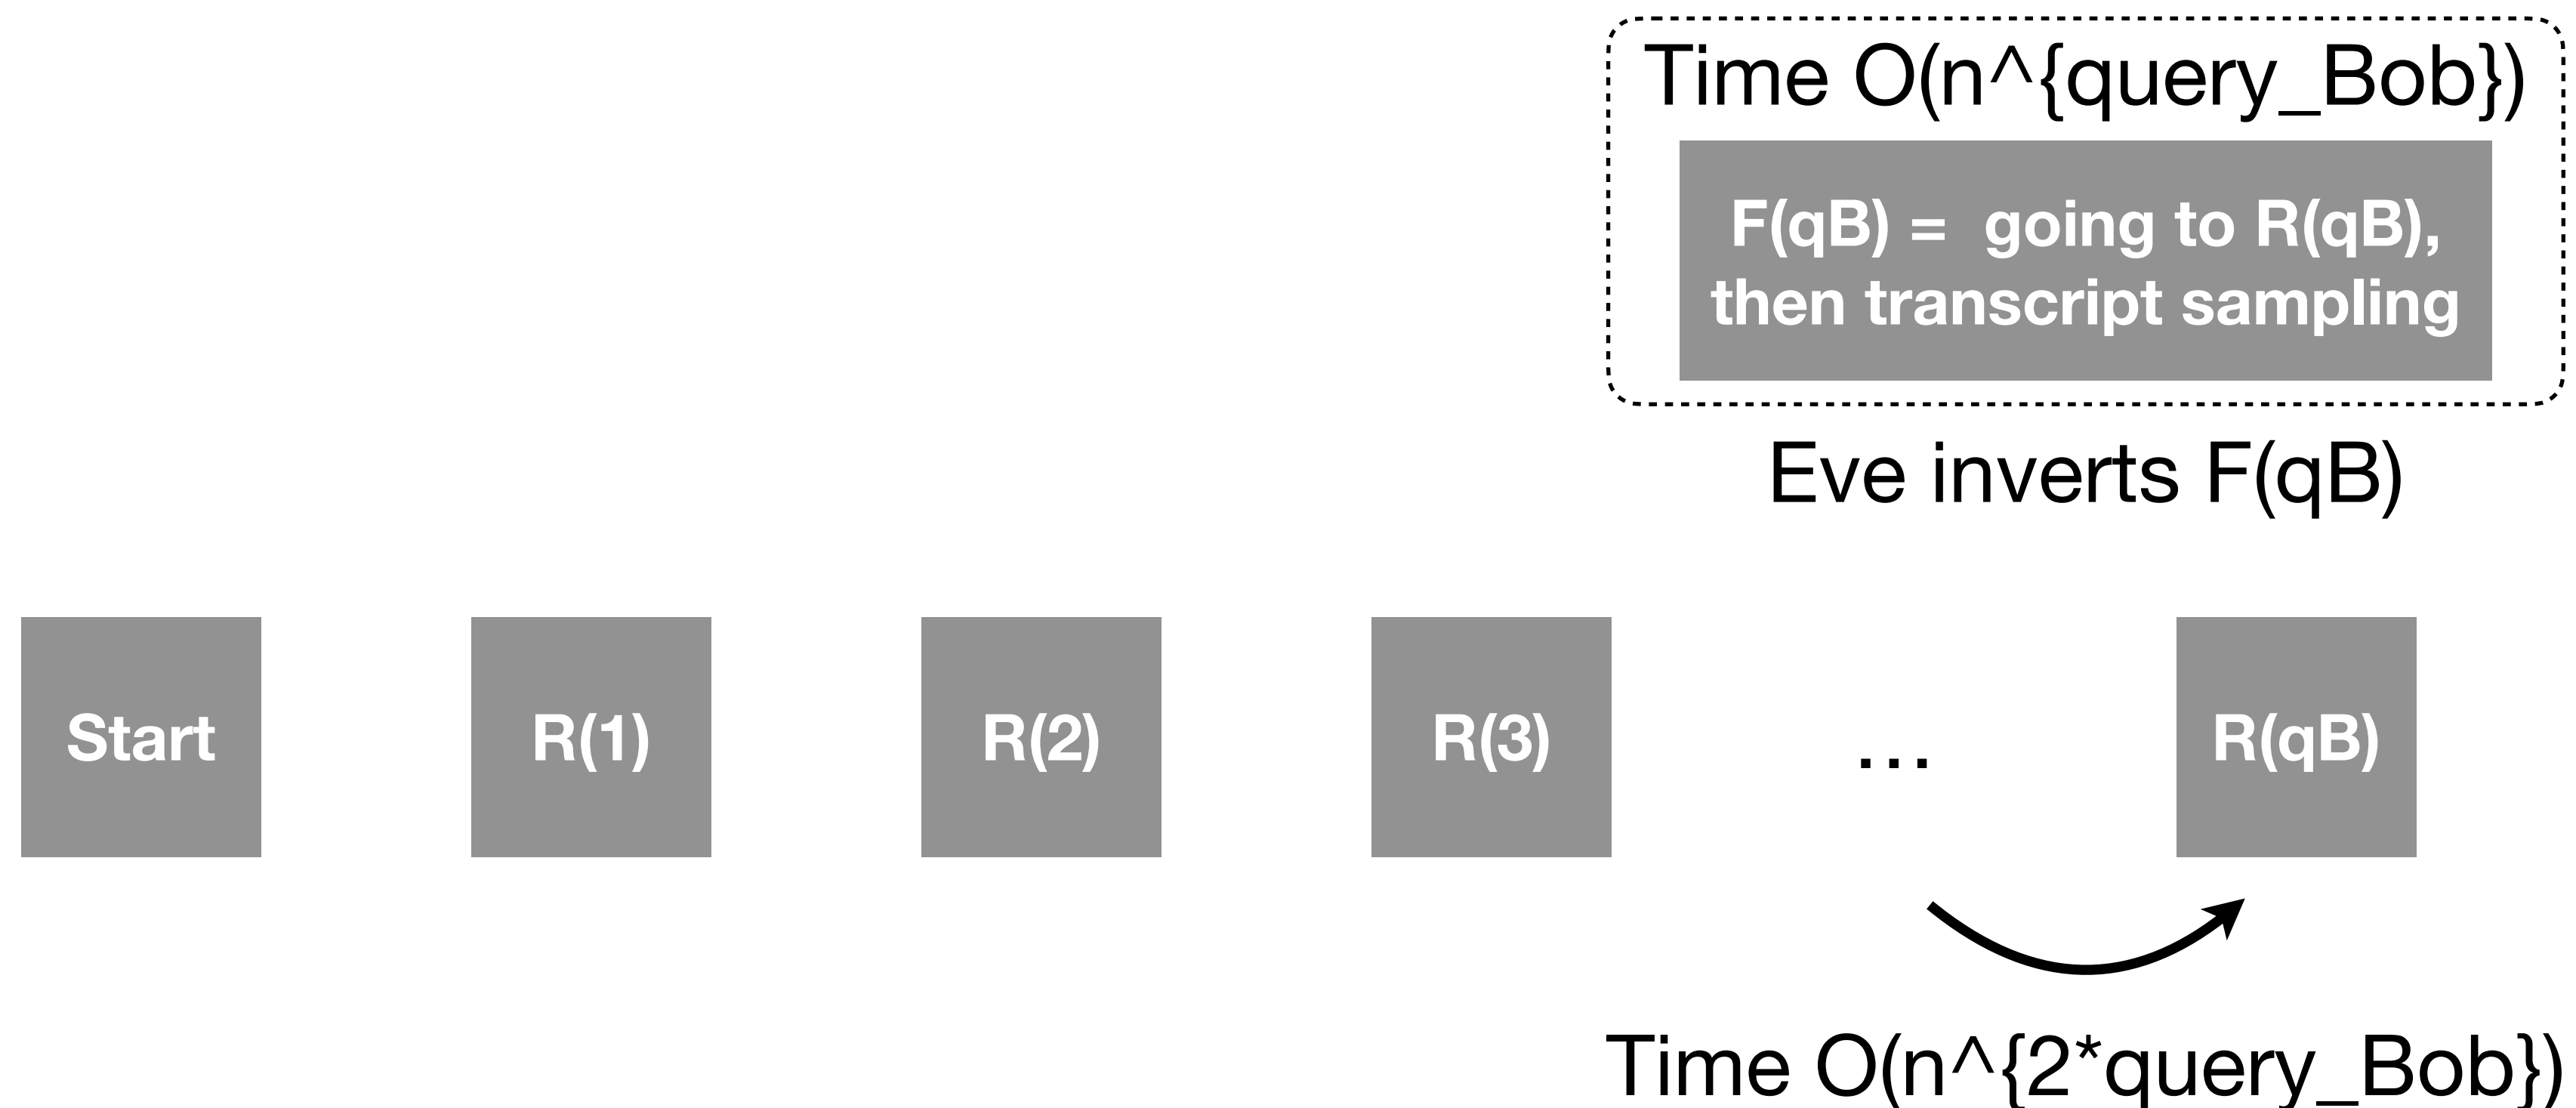 Time O(n^{query_Bob})
F(qB) =  going to R(qB),
then transcript sampling
Eve inverts F(qB)
Start
R(1)
R(2)
R(3)
...
R(qB)
Time O(n^{2*query_Bob})